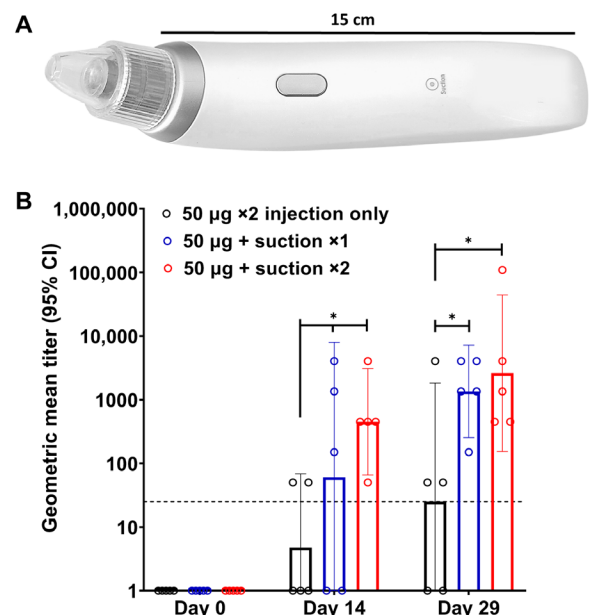 A
15 cm
Suction
B
Geometric mean titer (95% CI)
1,000,000
100,000
10,000
1000
100
10
1
50 µg ×2 injection only
50 µg + suction ×1
50 µg + suction ×2
*
*
*
Day 0
Day 14
Day 29